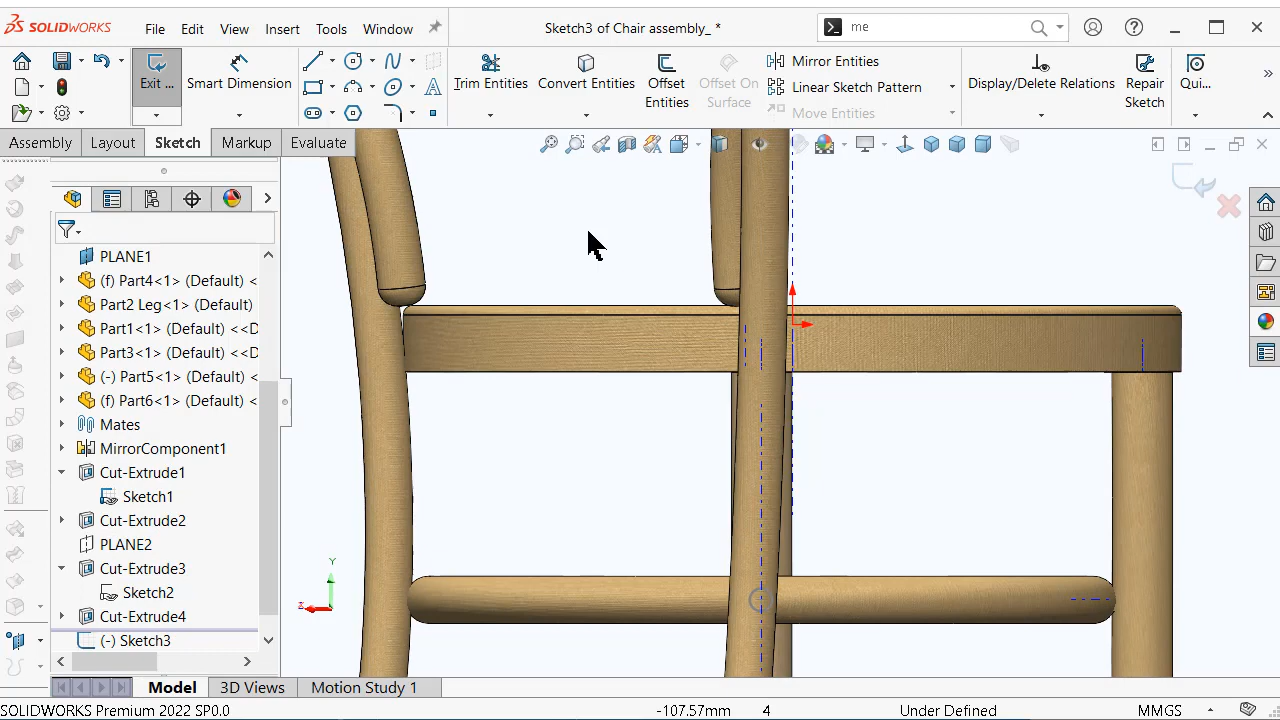 SOLIDWORKS
File
Edit
View
Insert
Tools
Window
Sketch3 of Chair assembly_ *
me
Exit ...
Smart Dimension
Trim Entities
Convert Entities
Offset
Entities
Offset On
Surface
Mirror Entities
Linear Sketch Pattern
Move Entities
Display/Delete Relations
Repair
Sketch
Qui...
Assembly
Layout
Sketch
Markup
Evaluate
PLANE1
(f) Part4<1> (Default) <
Part2 Leg<1> (Default)
Part1<1> (Default) <<D
Part3<1> (Default) <<D
(-) Part5<1> (Default) <
(f) Part6<1> (Default) <
Mates
MirrorComponent1
Cut-Extrude1
Sketch1
Cut-Extrude2
PLANE2
Cut-Extrude3
Sketch2
Cut-Extrude4
(-) Sketch3
Y
Z
Model
3D Views
Motion Study 1
SOLIDWORKS Premium 2022 SP0.0
-107.57mm
4
Under Defined
MMGS